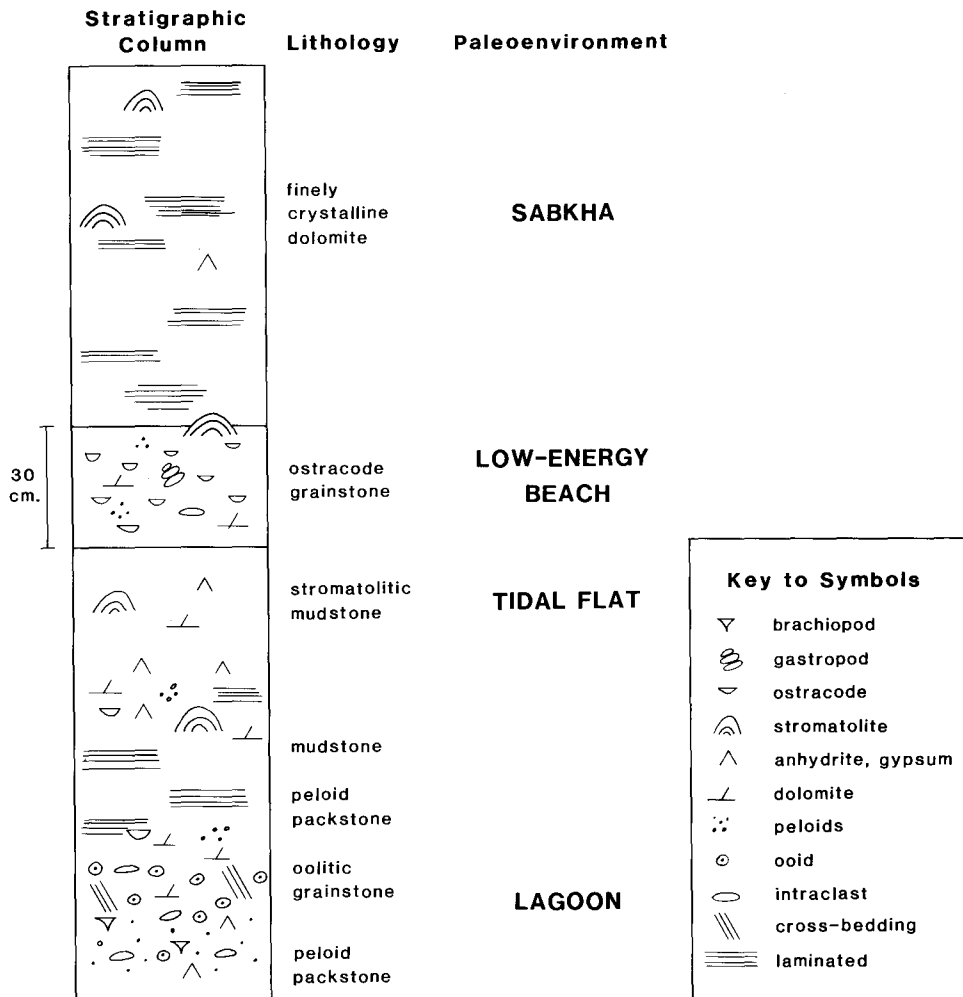 Stratigraphic
Column
Lithology
Paleoenvironment
finely
crystalline
dolomite
SABKHA
30
cm.
ostracode
grainstone
LOW-ENERGY
BEACH
stromatolitic
mudstone
TIDAL FLAT
mudstone
peloid
packstone
oolitic
grainstone
LAGOON
peloid
packstone
Key to Symbols
brachiopod
gastropod
ostracode
stromatolite
anhydrite, gypsum
dolomite
peloids
ooid
intraclast
cross-bedding
laminated